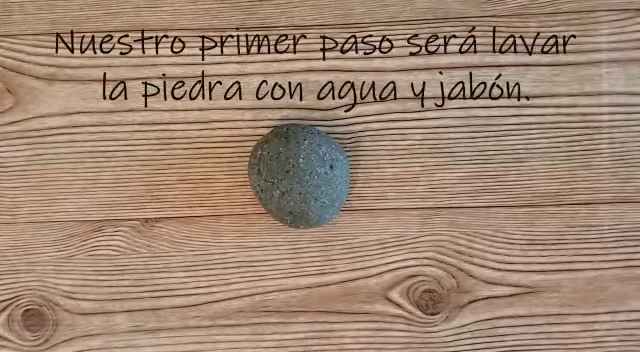 Nuestro primer paso será lavar
la piedra con agua y jabón.